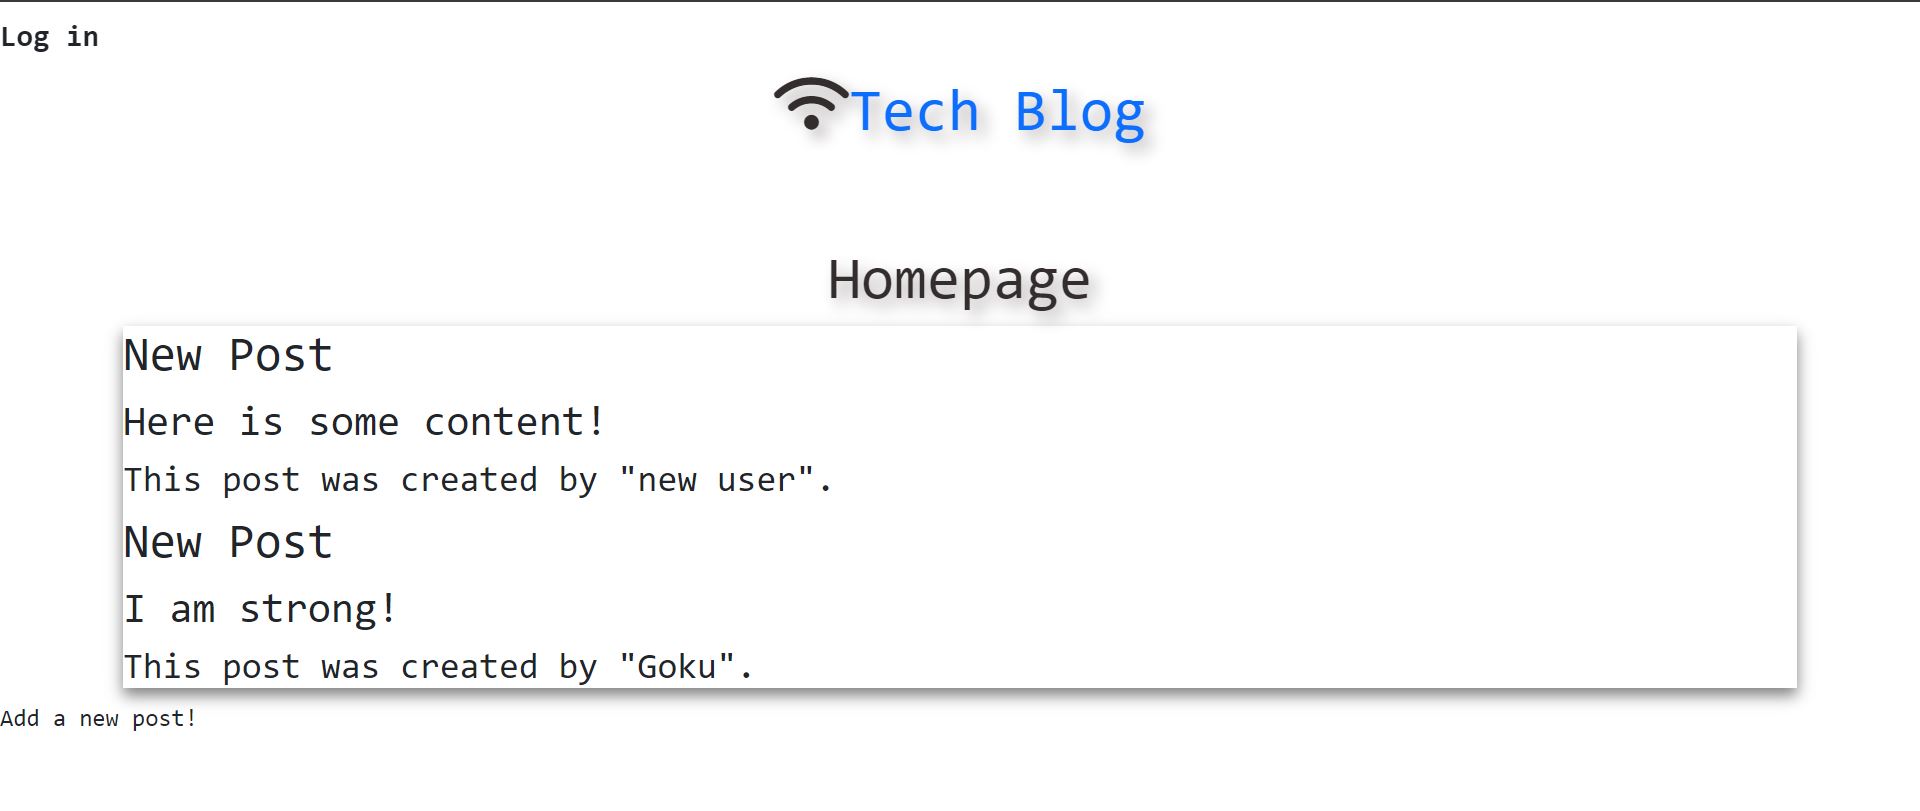 Log in
Tech Blog
Homepage
New Post
Here is some content!
This post was created by "new user".
New Post
I am strong!
This post was created by "Goku".
Add a new post!